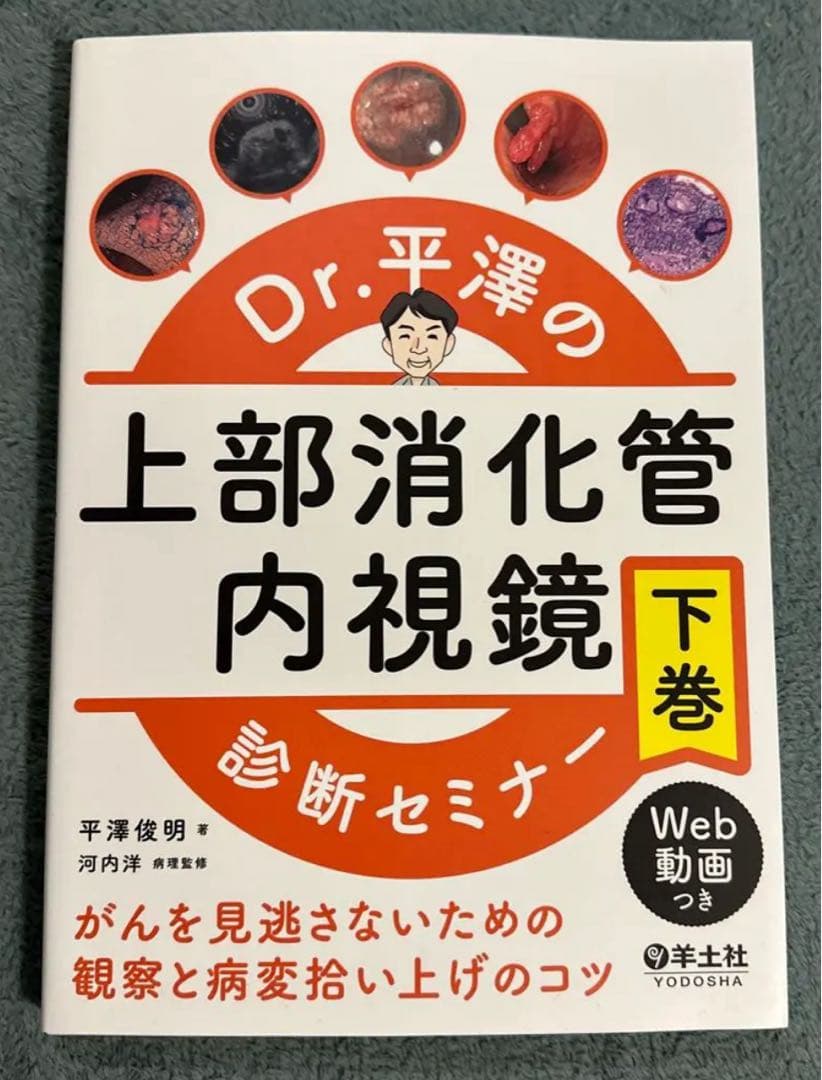 Dr.平澤の
上部消化管
内視鏡
下巻
診断セミナー
平澤俊明 著
河内洋 病理監修
Web
動画
つき
がんを見逃さないための
観察と病変拾い上げのコツ
羊土社
YODOSHA